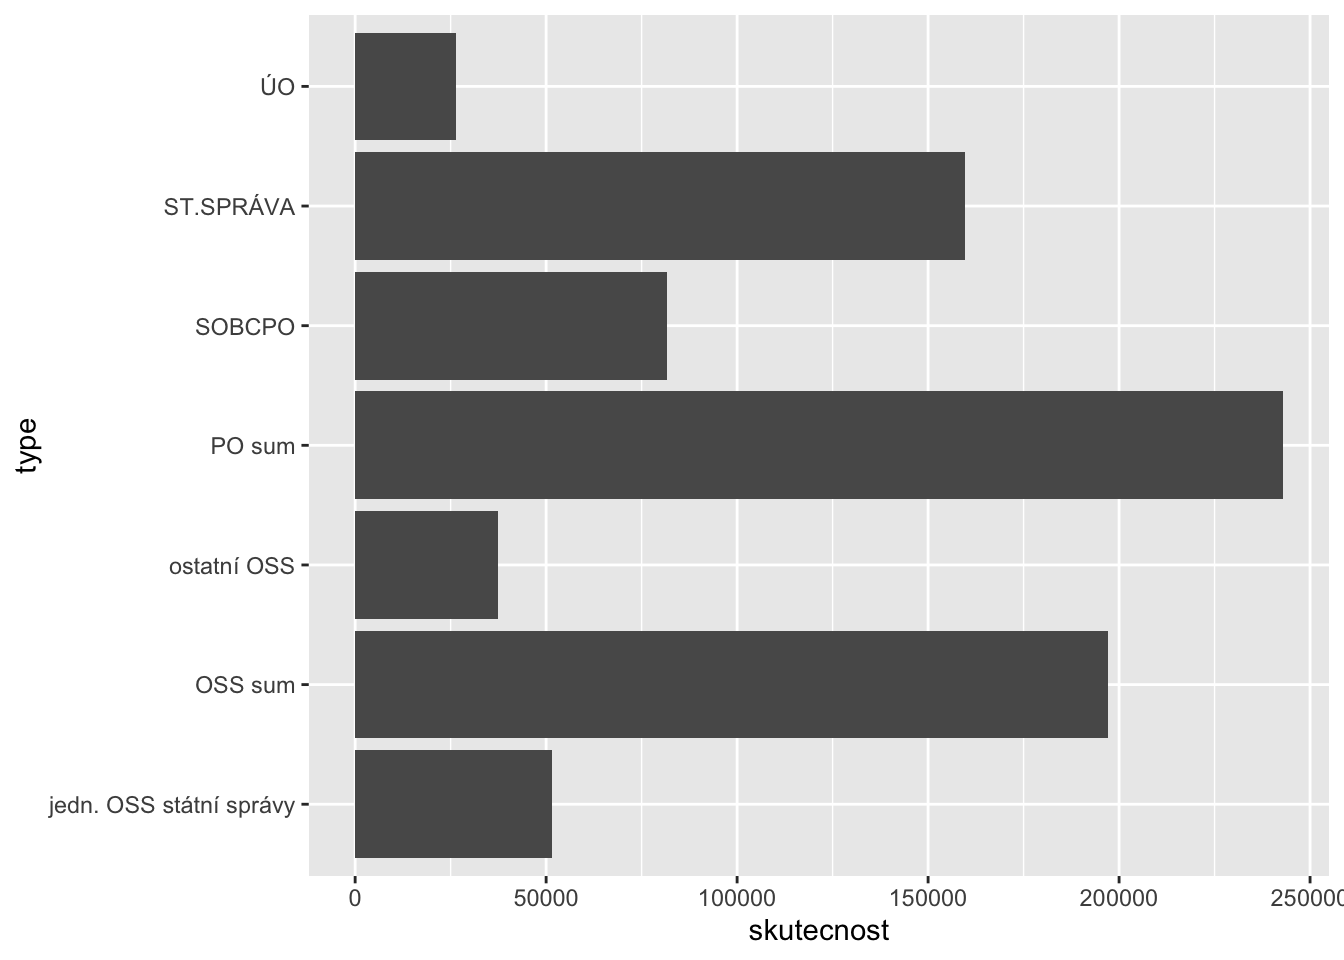 ÚO
ST.SPRÁVA
SOBCPO
PO sum
ostatní OSS
OSS sum
jedn. OSS státní správy
type
0 50000 100000 150000 200000 250000
skutecnost